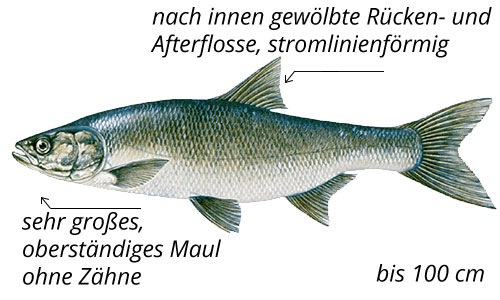 nach innen gewölbte Rücken- und
Afterflosse, stromlinienförmig
sehr großes,
oberständiges Maul
ohne Zähne
bis 100 cm